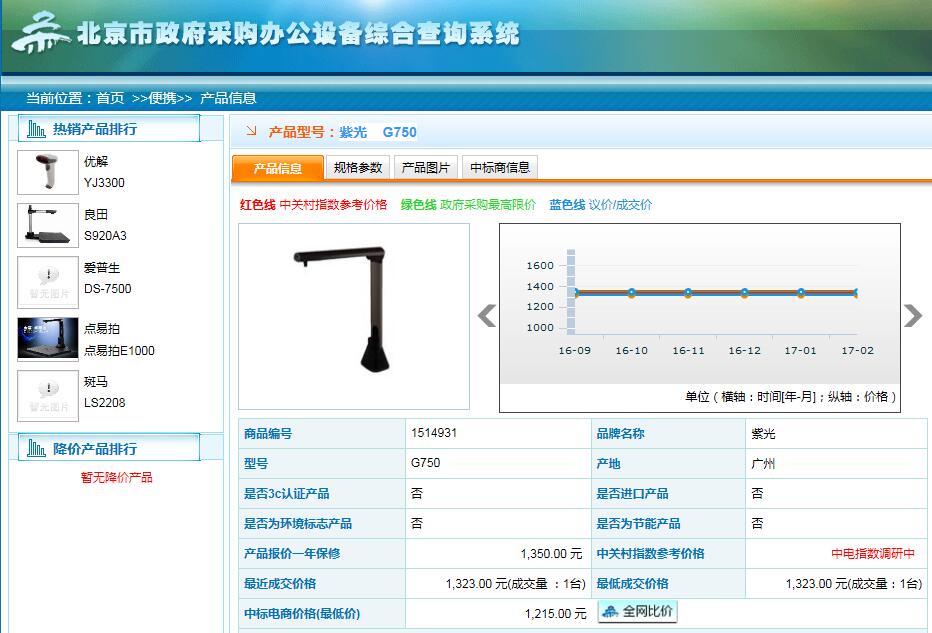 北京市政府采购办公设备综合查询系统
当前位置：首页 >>便携>> 产品信息
热销产品排行
优解
YJ3300
良田
S920A3
爱普生
DS-7500
暂无图片
点易拍
点易拍E1000
斑马
LS2208
暂无图片
降价产品排行
暂无降价产品
产品型号：紫光 G750
产品信息 规格参数 产品图片 中标商信息
红色线 中关村指数参考价格 绿色线 政府采购最高限价 蓝色线 议价/成交价
1600
1400
1200
1000
16-09 16-10 16-11 16-12 17-01 17-02
单位（横轴：时间[年-月]；纵轴：价格）
商品编号 1514931 品牌名称 紫光
型号 G750 产地 广州
是否3c认证产品 否 是否进口产品 否
是否为环境标志产品 否 是否为节能产品 否
产品报价一年保修 1,350.00 元 中关村指数参考价格 中电指数调研中
最近成交价格 1,323.00 元(成交量 ：1台) 最低成交价格 1,323.00 元(成交量：1台)
中标电商价格(最低价) 1,215.00 元 全网比价